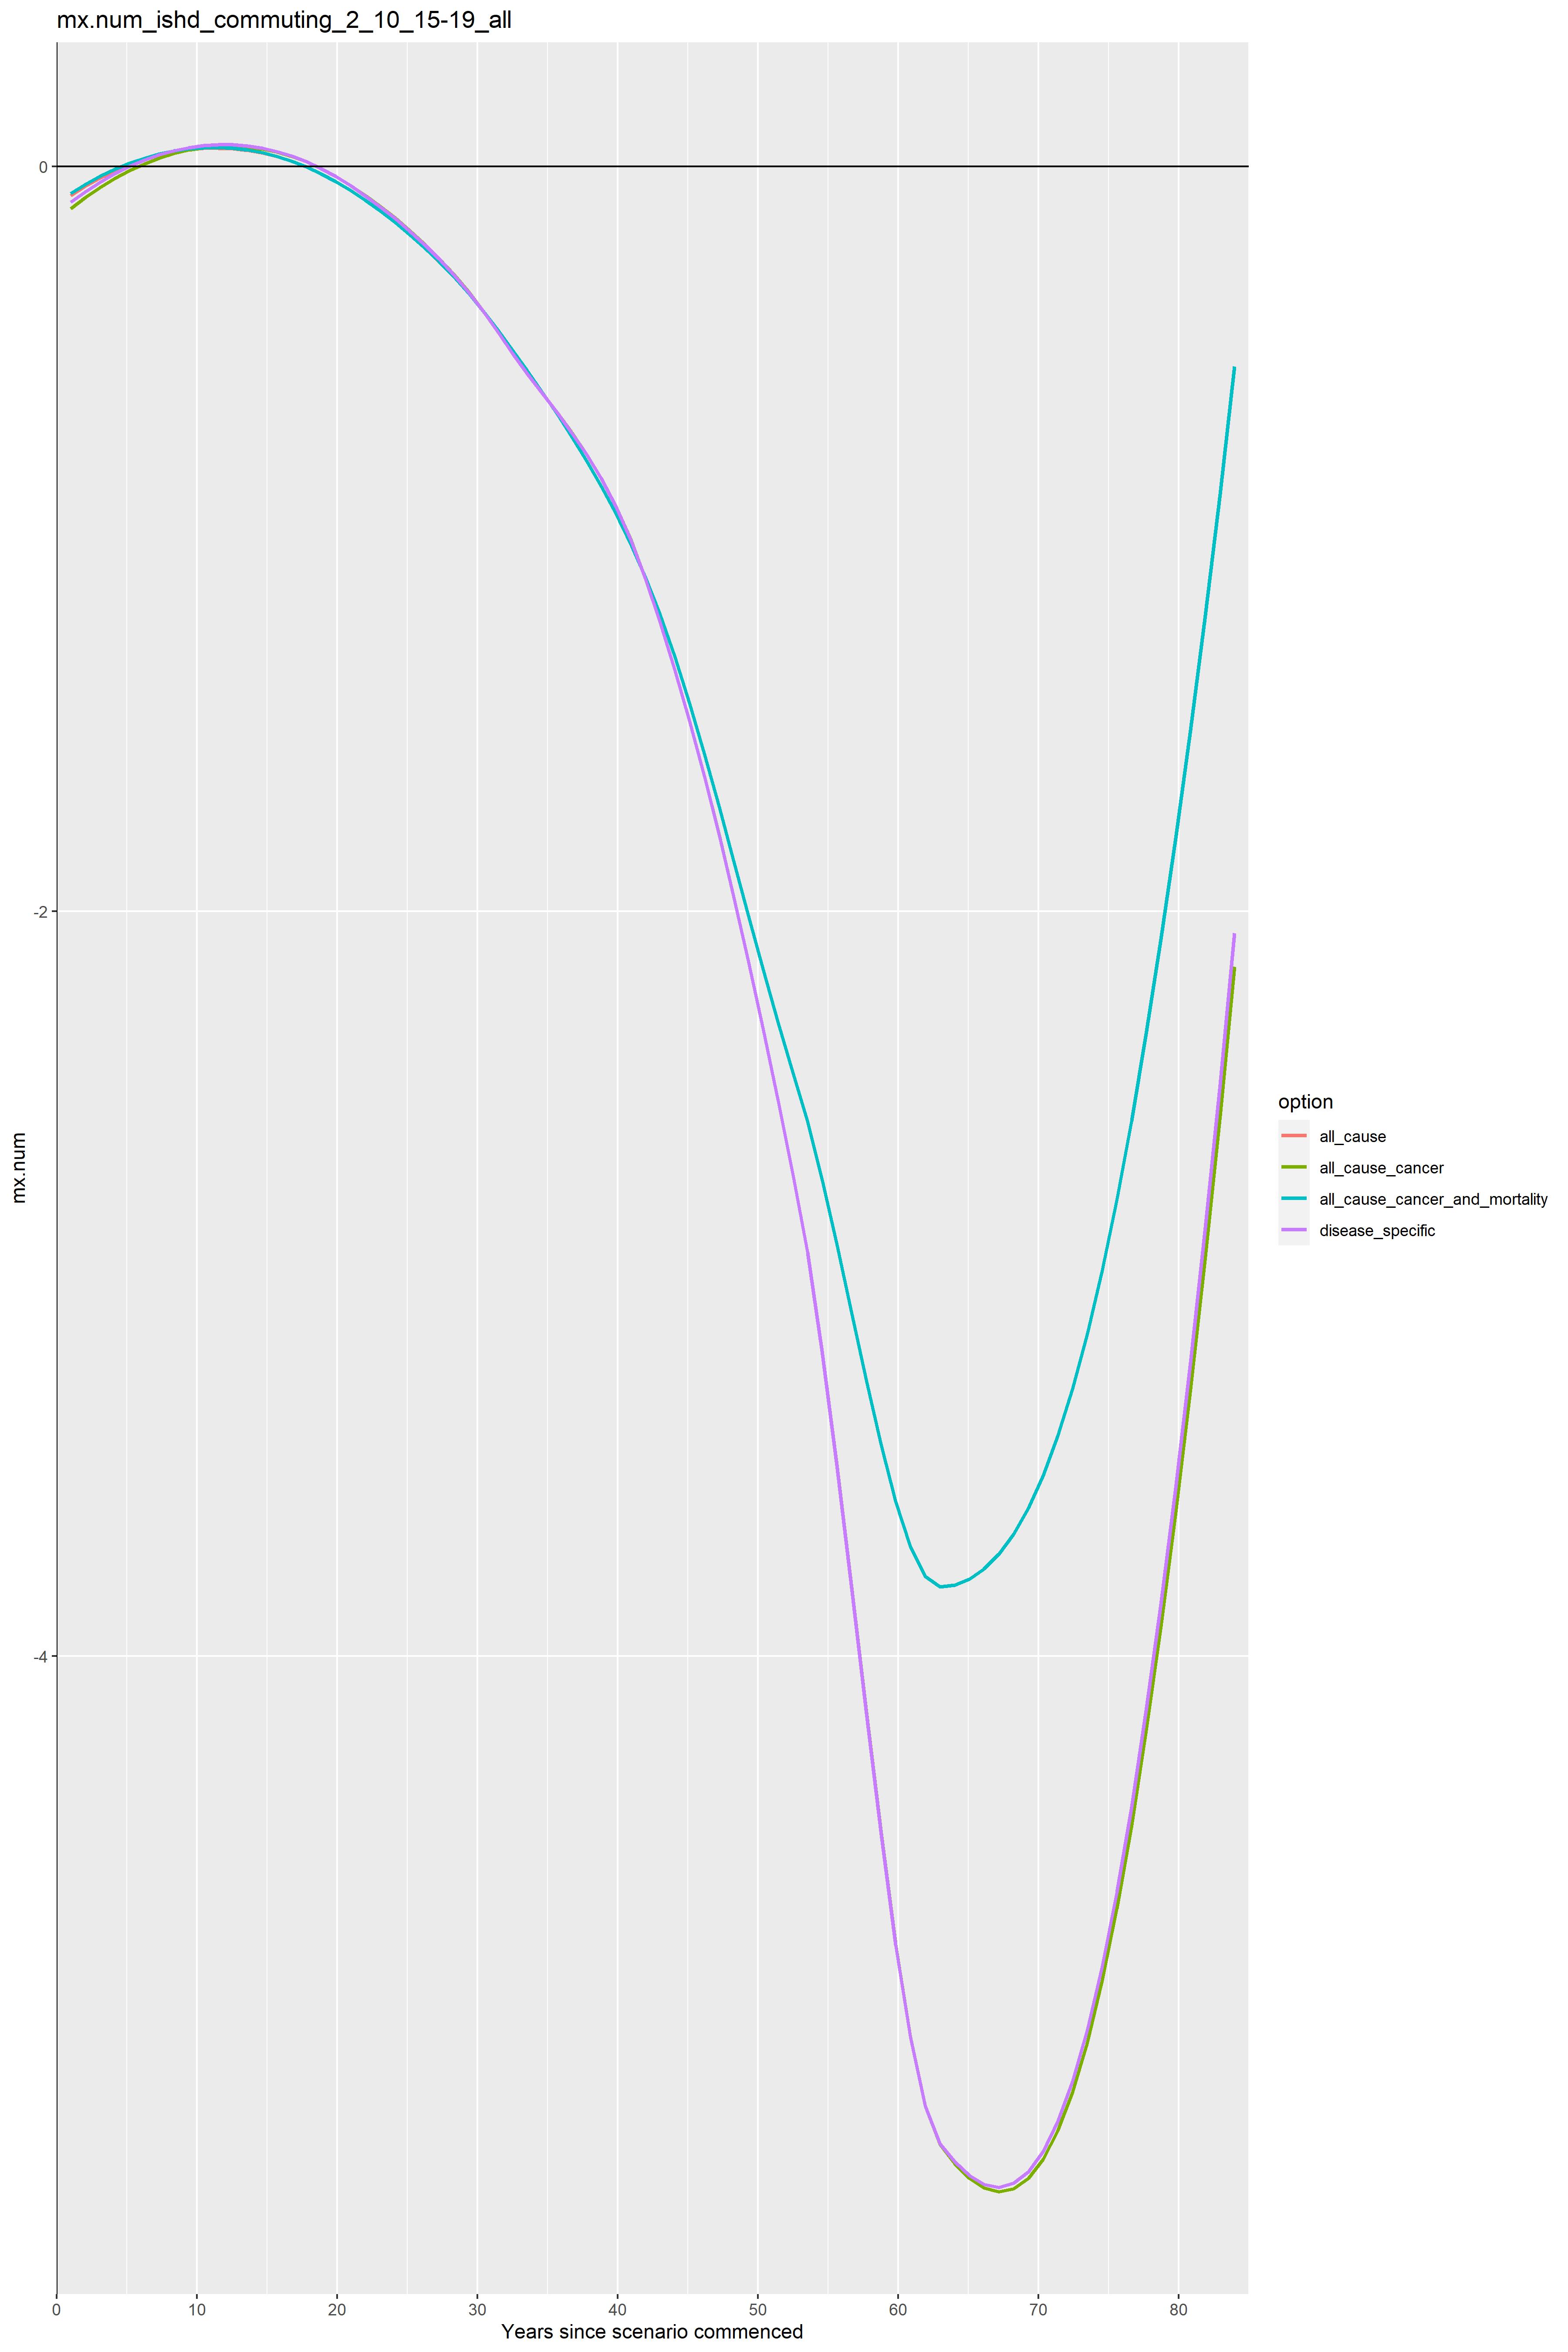 mx.num_ishd_commuting_2_10_15-19_all
0
-2
-4
mx.num
0 10 20 30 40 50 60 70 80
Years since scenario commenced
option
all_cause
all_cause_cancer
all_cause_cancer_and_mortality
disease_specific